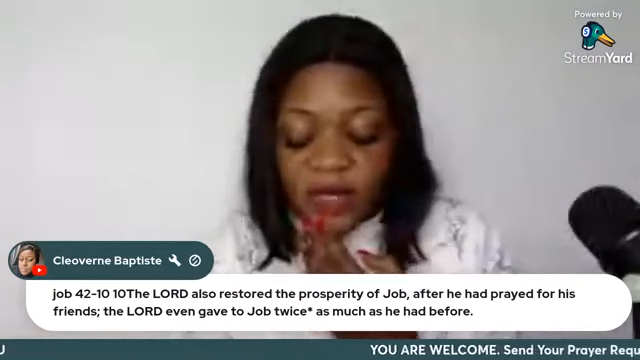 Powered by
StreamYard
Cleoverne Baptiste
job 42-10 10The LORD also restored the prosperity of Job, after he had prayed for his
friends; the LORD even gave to Job twice* as much as he had before.
U YOU ARE WELCOME. Send Your Prayer Requ